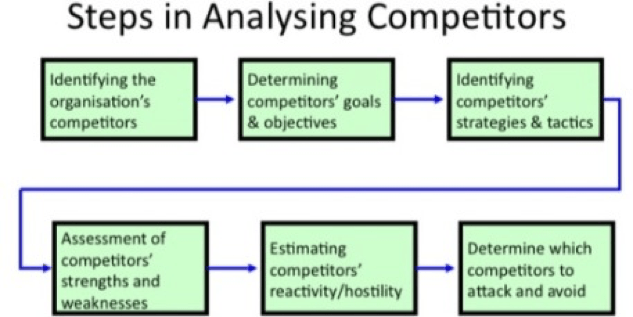 Steps in Analysing Competitors
Identifying the
organisation's
competitors
Determining
competitors' goals
& objectives
Identifying
competitors'
strategies & tactics
Assessment of
competitors'
strengths and
weaknesses
Estimating
competitors'
reactivity/hostility
Determine which
competitors to
attack and avoid